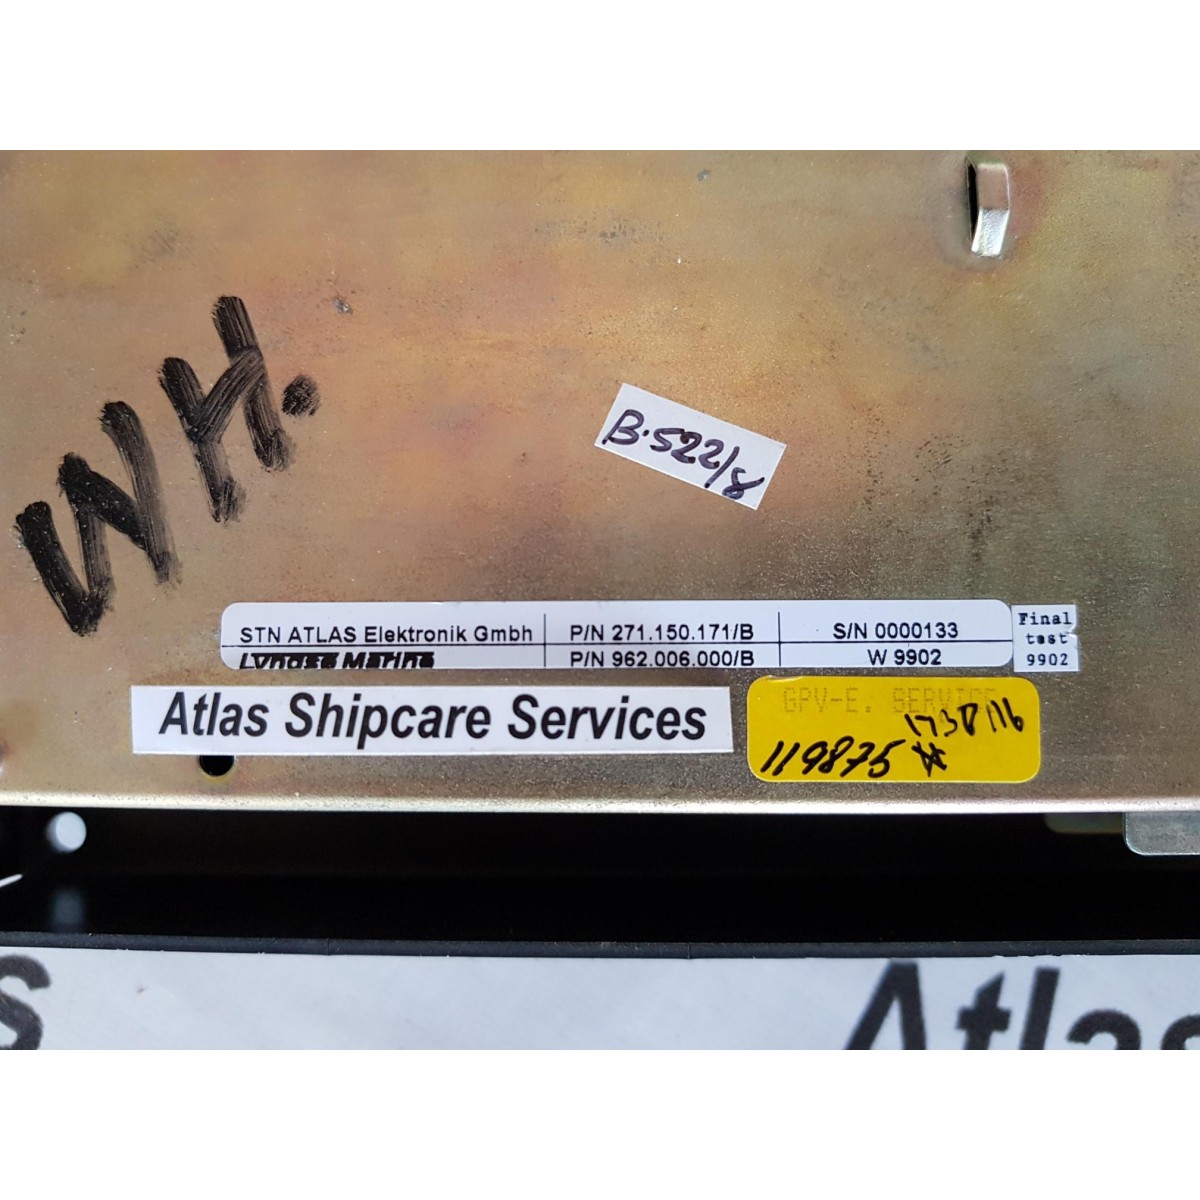 WH.
B.522/8
STN ATLAS Elektronik Gmbh P/N 271.150.171/B S/N 0000133
Marine P/N 962.006.000/B W 9902
Final
test
9902
Atlas Shipcare Services
GPV-E. SERVICE
119875
s
Atlas